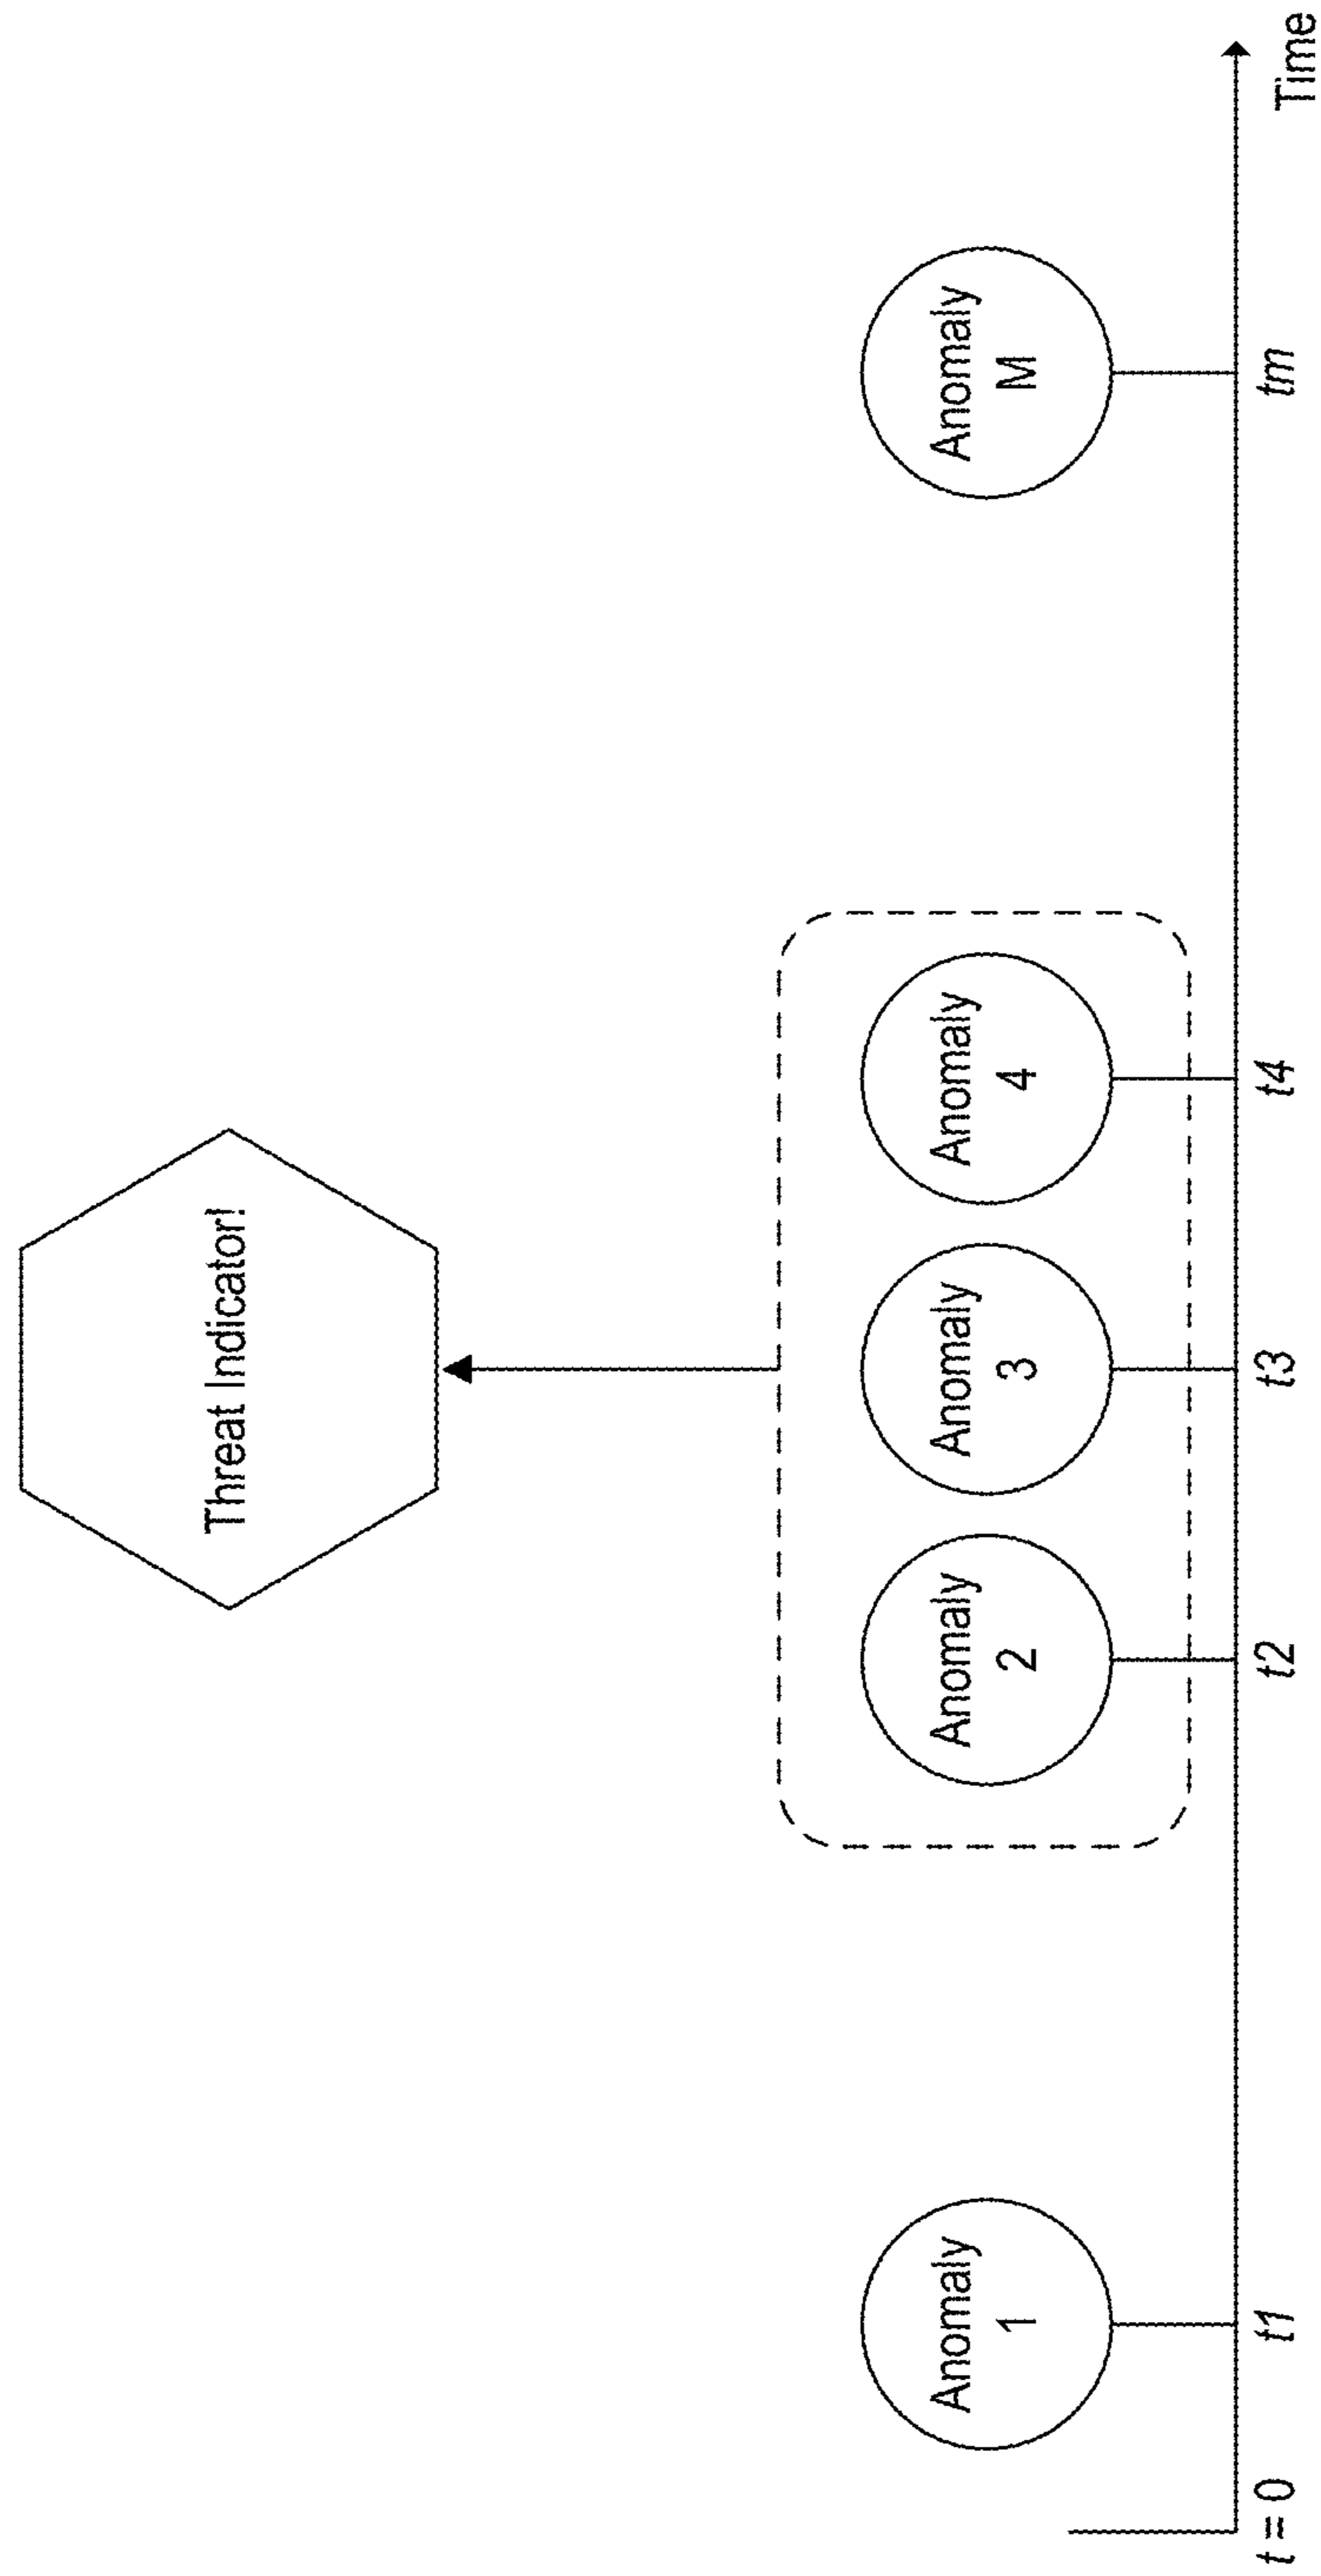 Threat Indicator!
Anomaly
1
Anomaly
2
Anomaly
3
Anomaly
4
Anomaly
M
t = 0
t1
t2
t3
t4
tm
Time